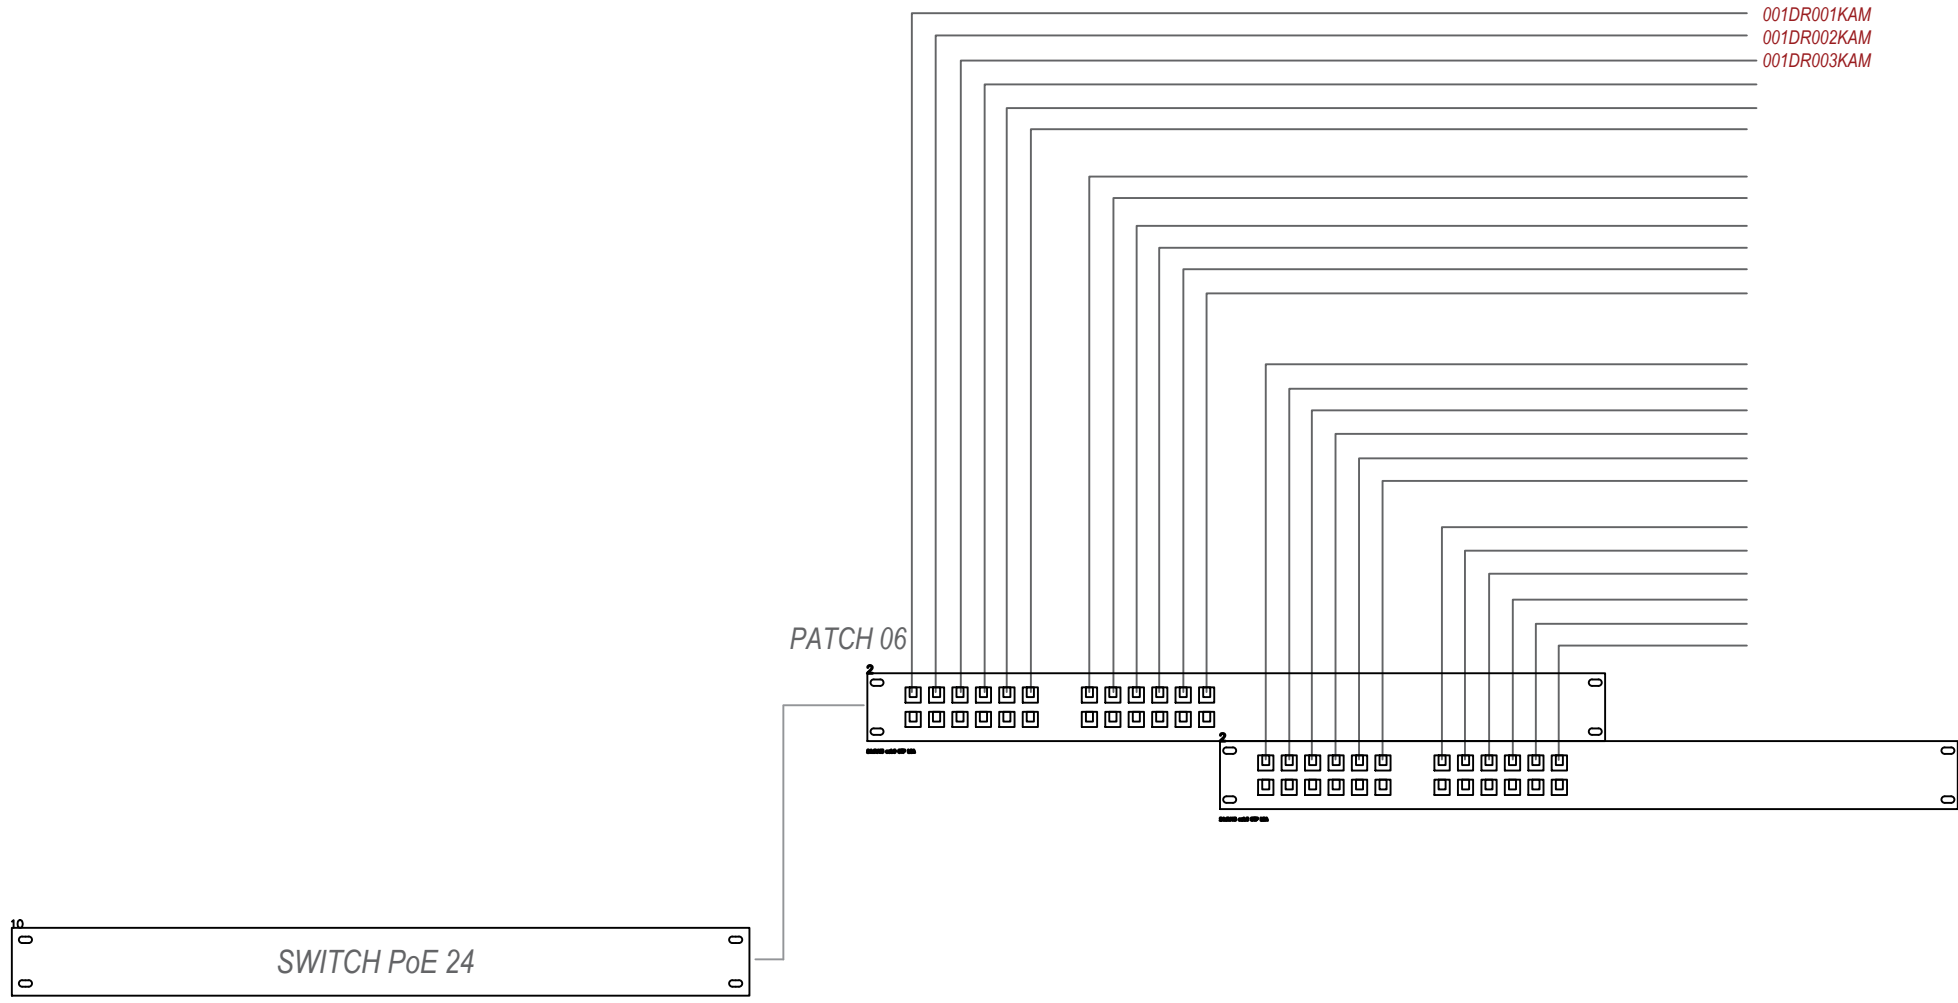 001DR001KAM
001DR002KAM
001DR003KAM
PATCH 06
2
2
10
SWITCH PoE 24